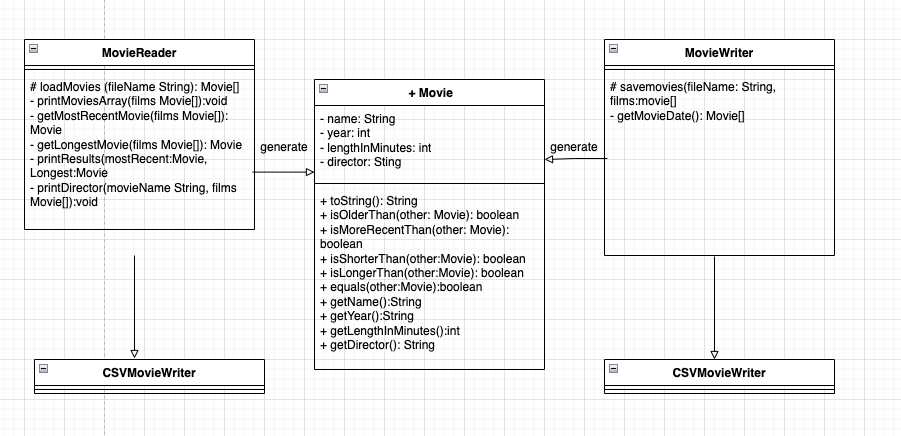 MovieReader
# loadMovies (fileName String): Movie[]
- printMoviesArray(films Movie[]):void
- getMostRecentMovie(films Movie[]):
Movie
- getLongestMovie(films Movie[]): Movie
- printResults(mostRecent:Movie,
Longest:Movie
- printDirector(movieName String, films
Movie[]):void
generate
+ Movie
- name: String
- year: int
- lengthInMinutes: int
- director: Sting
+ toString(): String
+ isOlderThan(other: Movie): boolean
+ isMoreRecentThan(other: Movie):
boolean
+ isShorterThan(other:Movie): boolean
+ isLongerThan(other:Movie): boolean
+ equals(other:Movie):boolean
+ getName():String
+ getYear():String
+ getLengthInMinutes():int
+ getDirector(): String
generate
MovieWriter
# savemovies(fileName: String,
films:movie[]
- getMovieDate(): Movie[]
CSVMovieWriter
CSVMovieWriter